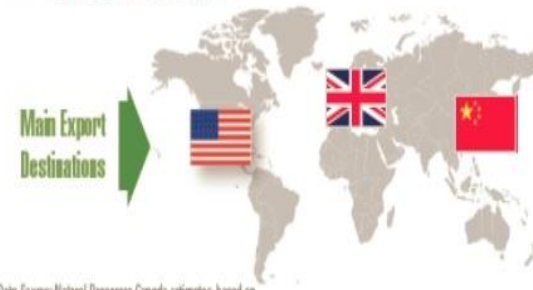 Main Export
Destinations
Data Source: Natural Resources Canada estimates, based on